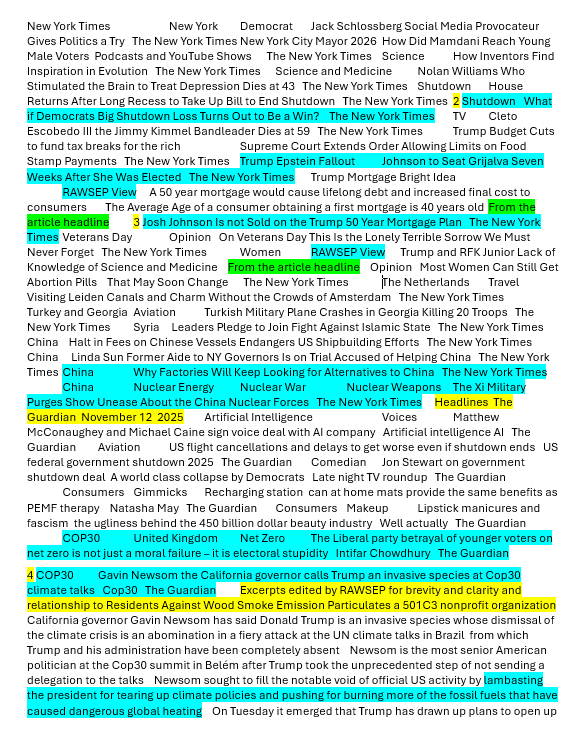 New York Times New York Democrat Jack Schlossberg Social Media Provocateur
Gives Politics a Try The New York Times New York City Mayor 2026 How Did Mamdani Reach Young
Male Voters Podcasts and YouTube Shows The New York Times Science How Inventors Find
Inspiration in Evolution The New York Times Science and Medicine Nolan Williams Who
Stimulated the Brain to Treat Depression Dies at 43 The New York Times Shutdown House
Returns After Long Recess to Take Up Bill to End Shutdown The New York Times 2 Shutdown What
if Democrats Big Shutdown Loss Turns Out to Be a Win? The New York Times TV Cleto
Escobedo III the Jimmy Kimmel Bandleader Dies at 59 The New York Times Trump Budget Cuts
to fund tax breaks for the rich Supreme Court Extends Order Allowing Limits on Food
Stamp Payments The New York Times Trump Epstein Fallout Johnson to Seat Grijalva Seven
Weeks After She Was Elected The New York Times Trump Mortgage Bright Idea
RAWSEP View A 50 year mortgage would cause lifelong debt and increased final cost to
consumers The Average Age of a consumer obtaining a first mortgage is 40 years old From the
article headline 3 Josh Johnson Is not Sold on the Trump 50 Year Mortgage Plan The New York
Times Veterans Day Opinion On Veterans Day This Is the Lonely Terrible Sorrow We Must
Never Forget The New York Times Women RAWSEP View Trump and RFK Junior Lack of
Knowledge of Science and Medicine From the article headline Opinion Most Women Can Still Get
Abortion Pills That May Soon Change The New York Times The Netherlands Travel
Visiting Leiden Canals and Charm Without the Crowds of Amsterdam The New York Times
Turkey and Georgia Aviation Turkish Military Plane Crashes in Georgia Killing 20 Troops The
New York Times Syria Leaders Pledge to Join Fight Against Islamic State The New York Times
China Halt in Fees on Chinese Vessels Endangers US Shipbuilding Efforts The New York Times
China Linda Sun Former Aide to NY Governors Is on Trial Accused of Helping China The New York
Times China Why Factories Will Keep Looking for Alternatives to China The New York Times
China Nuclear Energy Nuclear War Nuclear Weapons The Xi Military
Purges Show Unease About the China Nuclear Forces The New York Times Headlines The
Guardian November 12 2025 Artificial Intelligence Voices Matthew
McConaughey and Michael Caine sign voice deal with AI company Artificial intelligence AI The
Guardian Aviation US flight cancellations and delays to get worse even if shutdown ends US
federal government shutdown 2025 The Guardian Comedian Jon Stewart on government
shutdown deal A world class collapse by Democrats Late night TV roundup The Guardian
Consumers Gimmicks Recharging station can at home mats provide the same benefits as
PEMF therapy Natasha May The Guardian Consumers Makeup Lipstick manicures and
fascism the ugliness behind the 450 billion dollar beauty industry Well actually The Guardian
COP30 United Kingdom Net Zero The Liberal party betrayal of younger voters on
net zero is not just a moral failure – it is electoral stupidity Intifar Chowdhury The Guardian
4 COP30 Gavin Newsom the California governor calls Trump an invasive species at Cop30
climate talks Cop30 The Guardian Excerpts edited by RAWSEP for brevity and clarity and
relationship to Residents Against Wood Smoke Emission Particulates a 501C3 nonprofit organization
California governor Gavin Newsom has said Donald Trump is an invasive species whose dismissal of
the climate crisis is an abomination in a fiery attack at the UN climate talks in Brazil from which
Trump and his administration have been completely absent Newsom is the most senior American
politician at the Cop30 summit in Belém after Trump took the unprecedented step of not sending a
delegation to the talks Newsom sought to fill the notable void of official US activity by lambasting
the president for tearing up climate policies and pushing for burning more of the fossil fuels that have
caused dangerous global heating On Tuesday it emerged that Trump has drawn up plans to open up